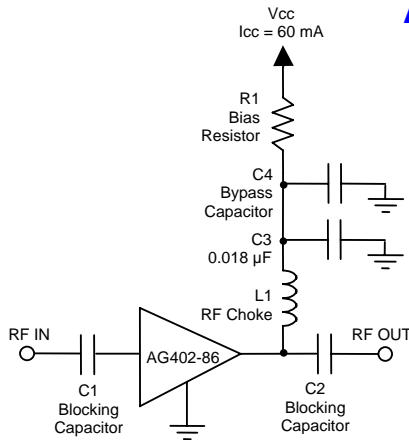 Vcc
Icc = 60 mA
R1
Bias
Resistor
C4
Bypass
Capacitor
C3
0.018 µF
L1
RF Choke
RF IN
AG402-86
RF OUT
C1
Blocking
Capacitor
C2
Blocking
Capacitor